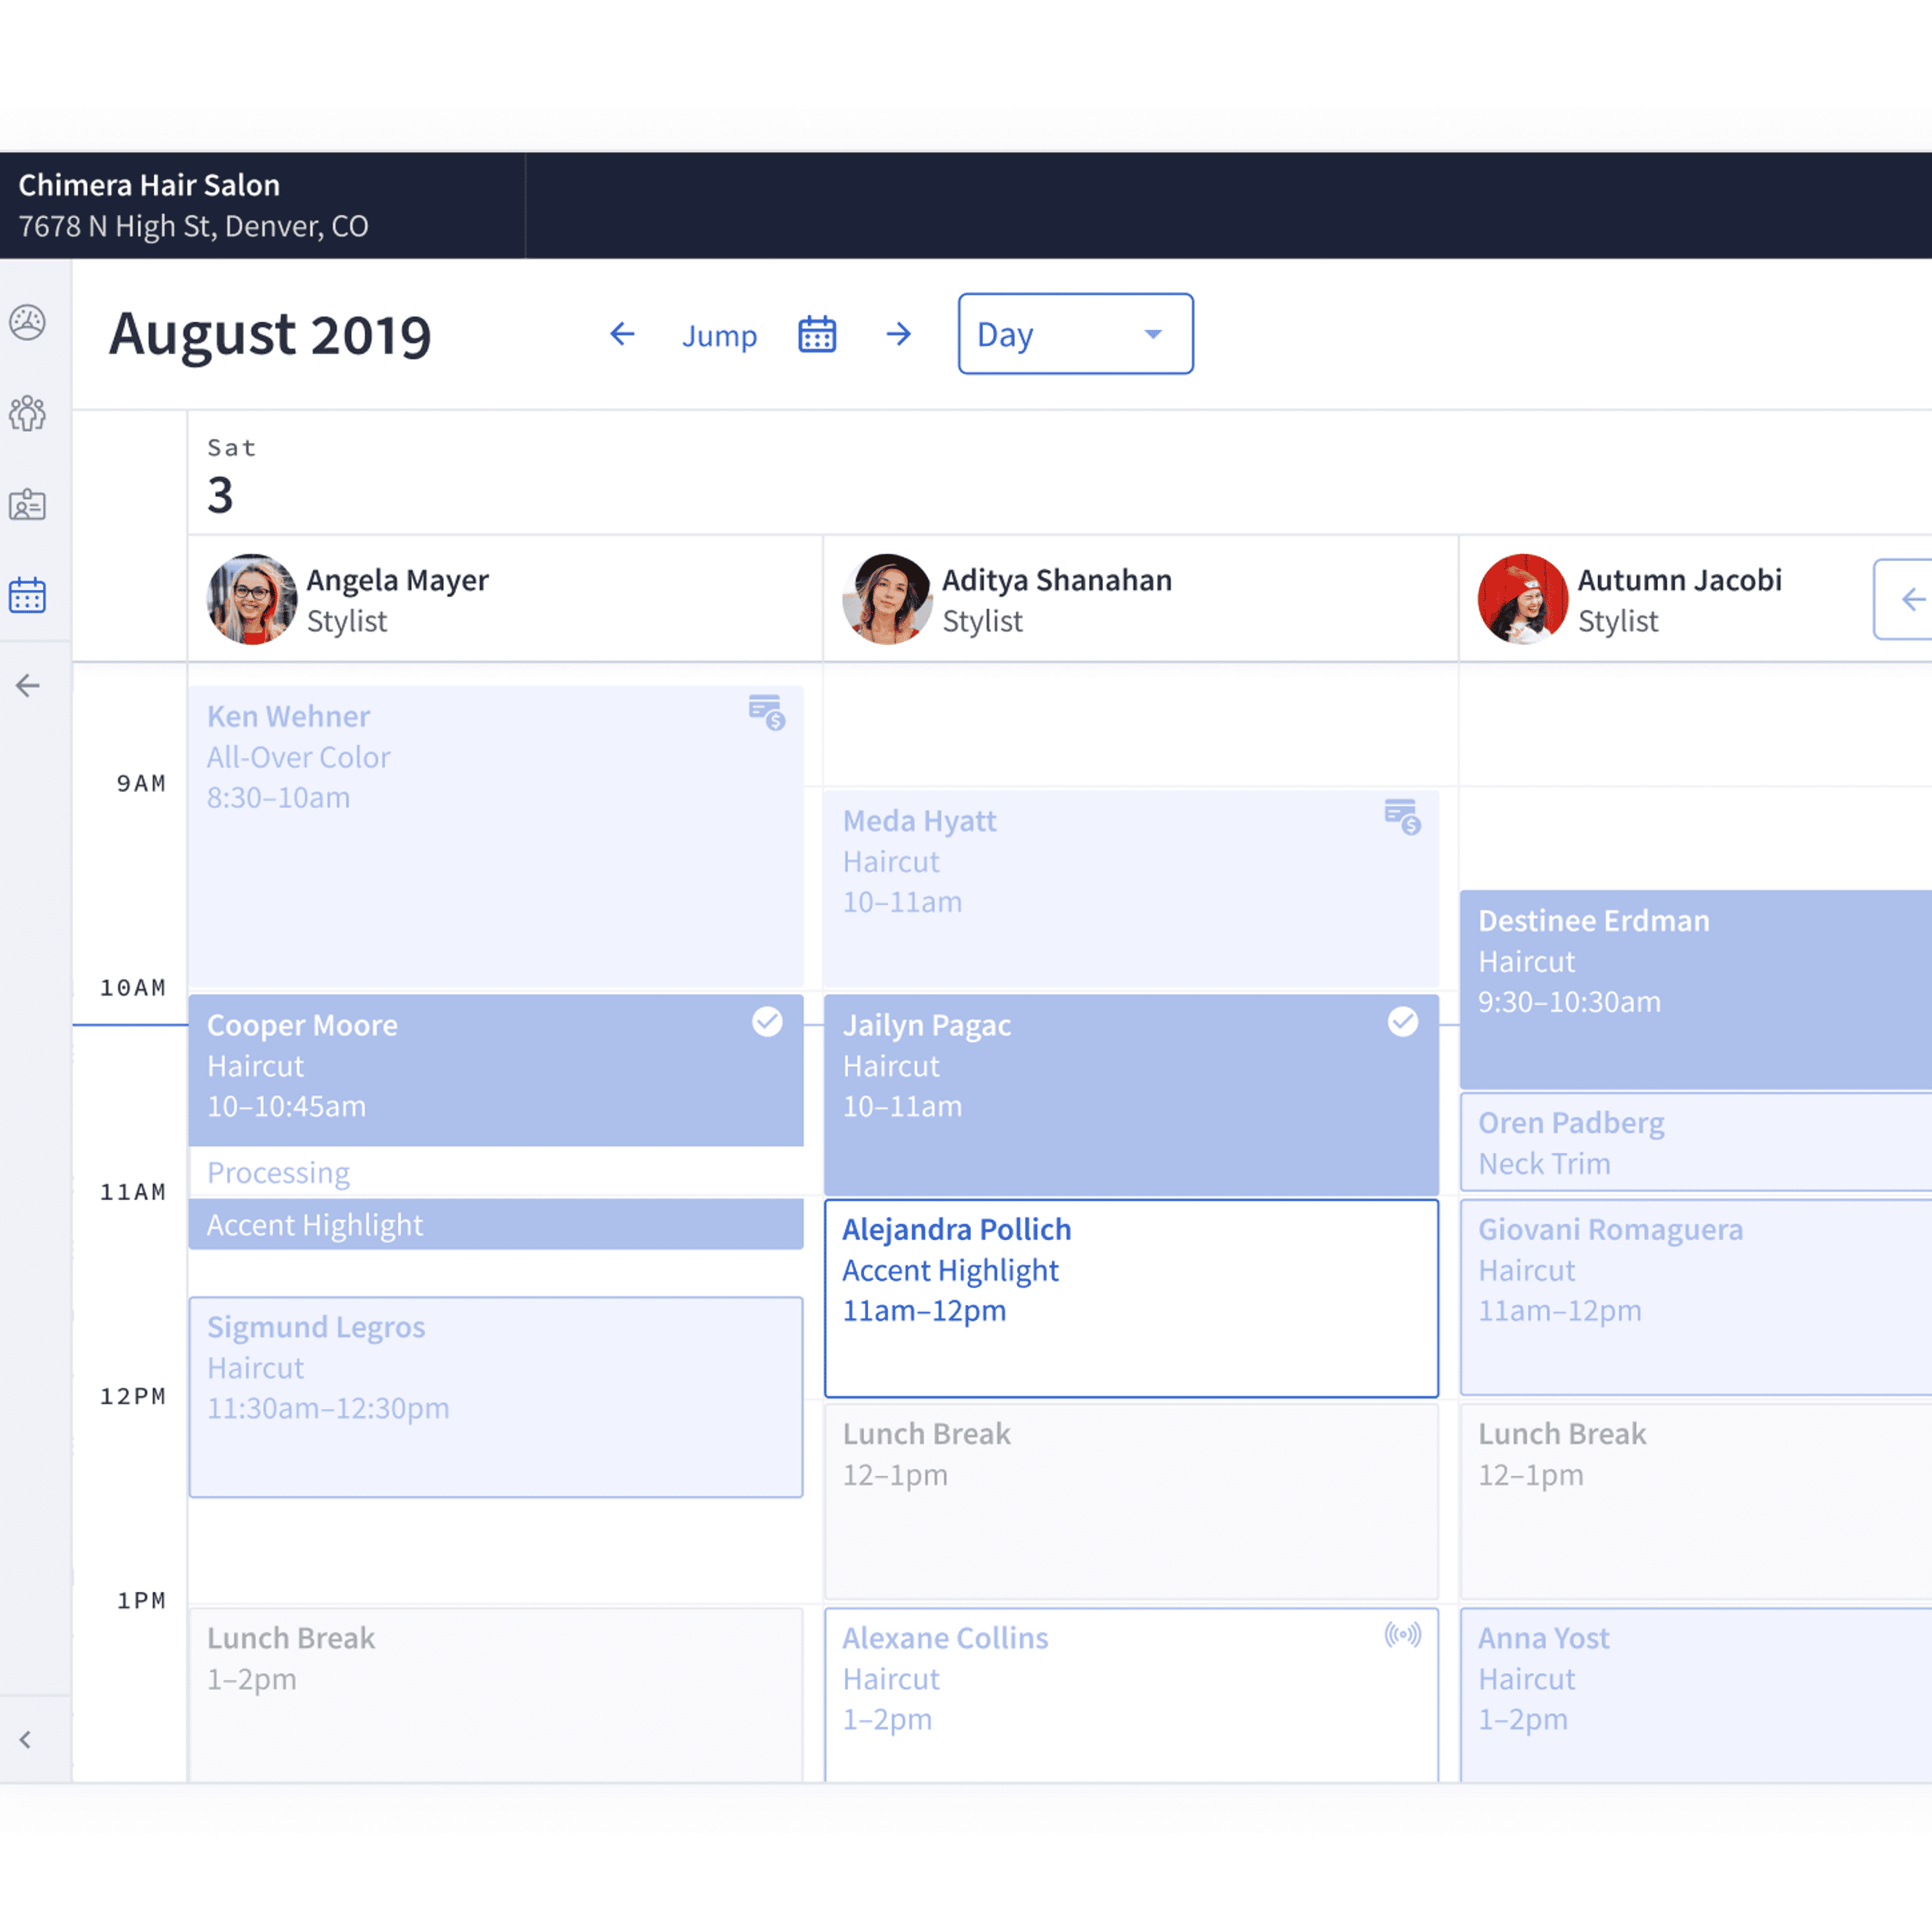 Chimera Hair Salon
7678 N High St, Denver, CO
August 2019
Jump
Day
Sat
3
Angela Mayer
Stylist
Aditya Shanahan
Stylist
Autumn Jacobi
Stylist
9AM
10AM
11AM
12PM
1PM
Ken Wehner
All-Over Color
8:30–10am
Cooper Moore
Haircut
10–10:45am
Processing
Accent Highlight
Sigmund Legros
Haircut
11:30am–12:30pm
Lunch Break
1–2pm
Meda Hyatt
Haircut
10–11am
Jailyn Pagac
Haircut
10–11am
Alejandra Pollich
Accent Highlight
11am–12pm
Lunch Break
12–1pm
Alexane Collins
Haircut
1–2pm
Destinee Erdman
Haircut
9:30–10:30am
Oren Padberg
Neck Trim
Giovani Romaguera
Haircut
11am–12pm
Lunch Break
12–1pm
Anna Yost
Haircut
1–2pm